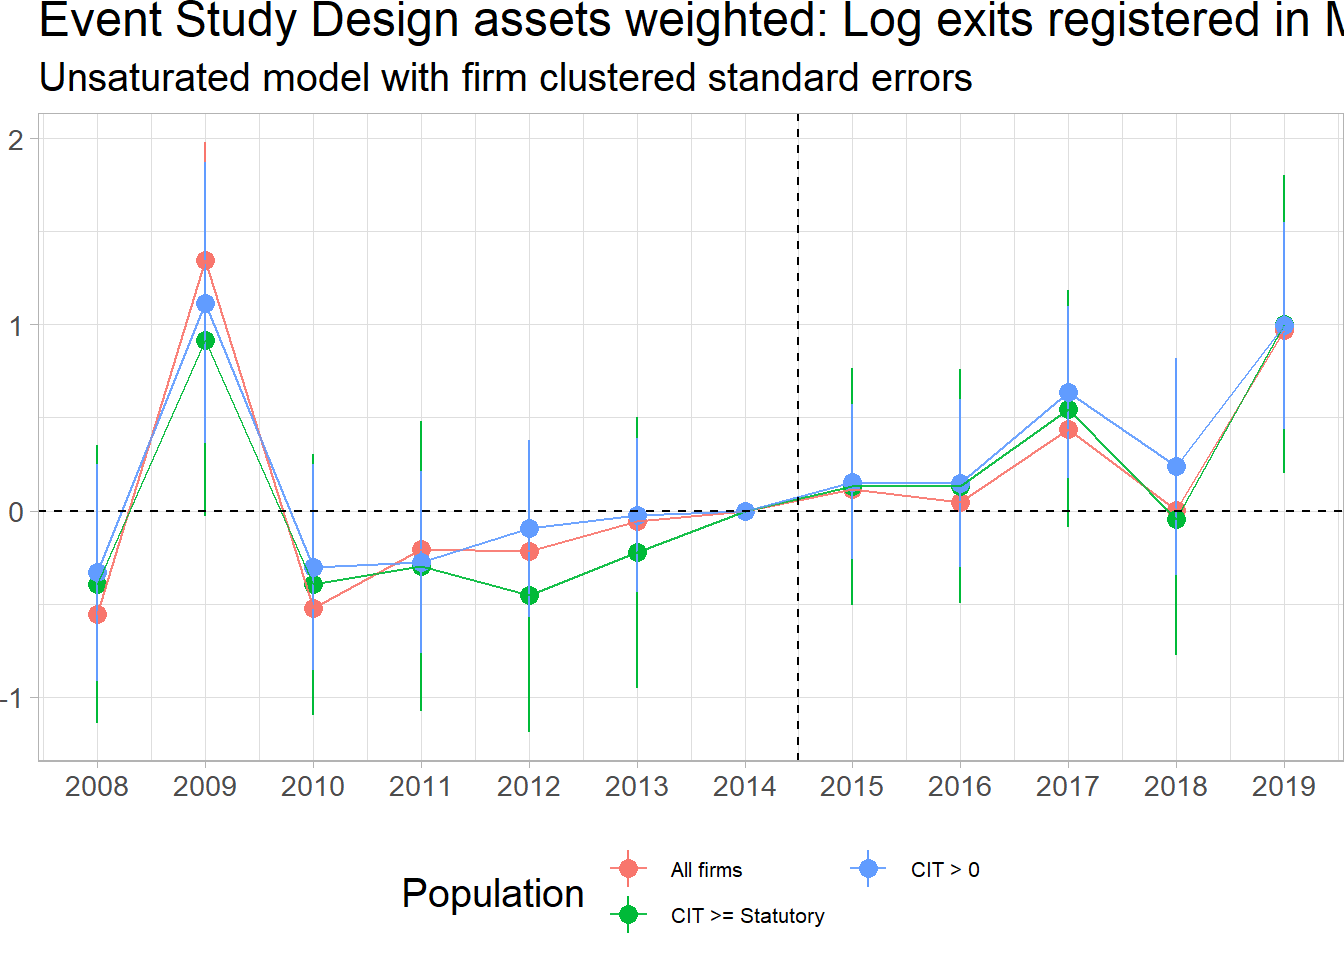 Event Study Design assets weighted: Log exits registered in M
Unsaturated model with firm clustered standard errors
2
1
0
-1
2008 2009 2010 2011 2012 2013 2014 2015 2016 2017 2018 2019
Population
All firms
CIT > 0
CIT >= Statutory